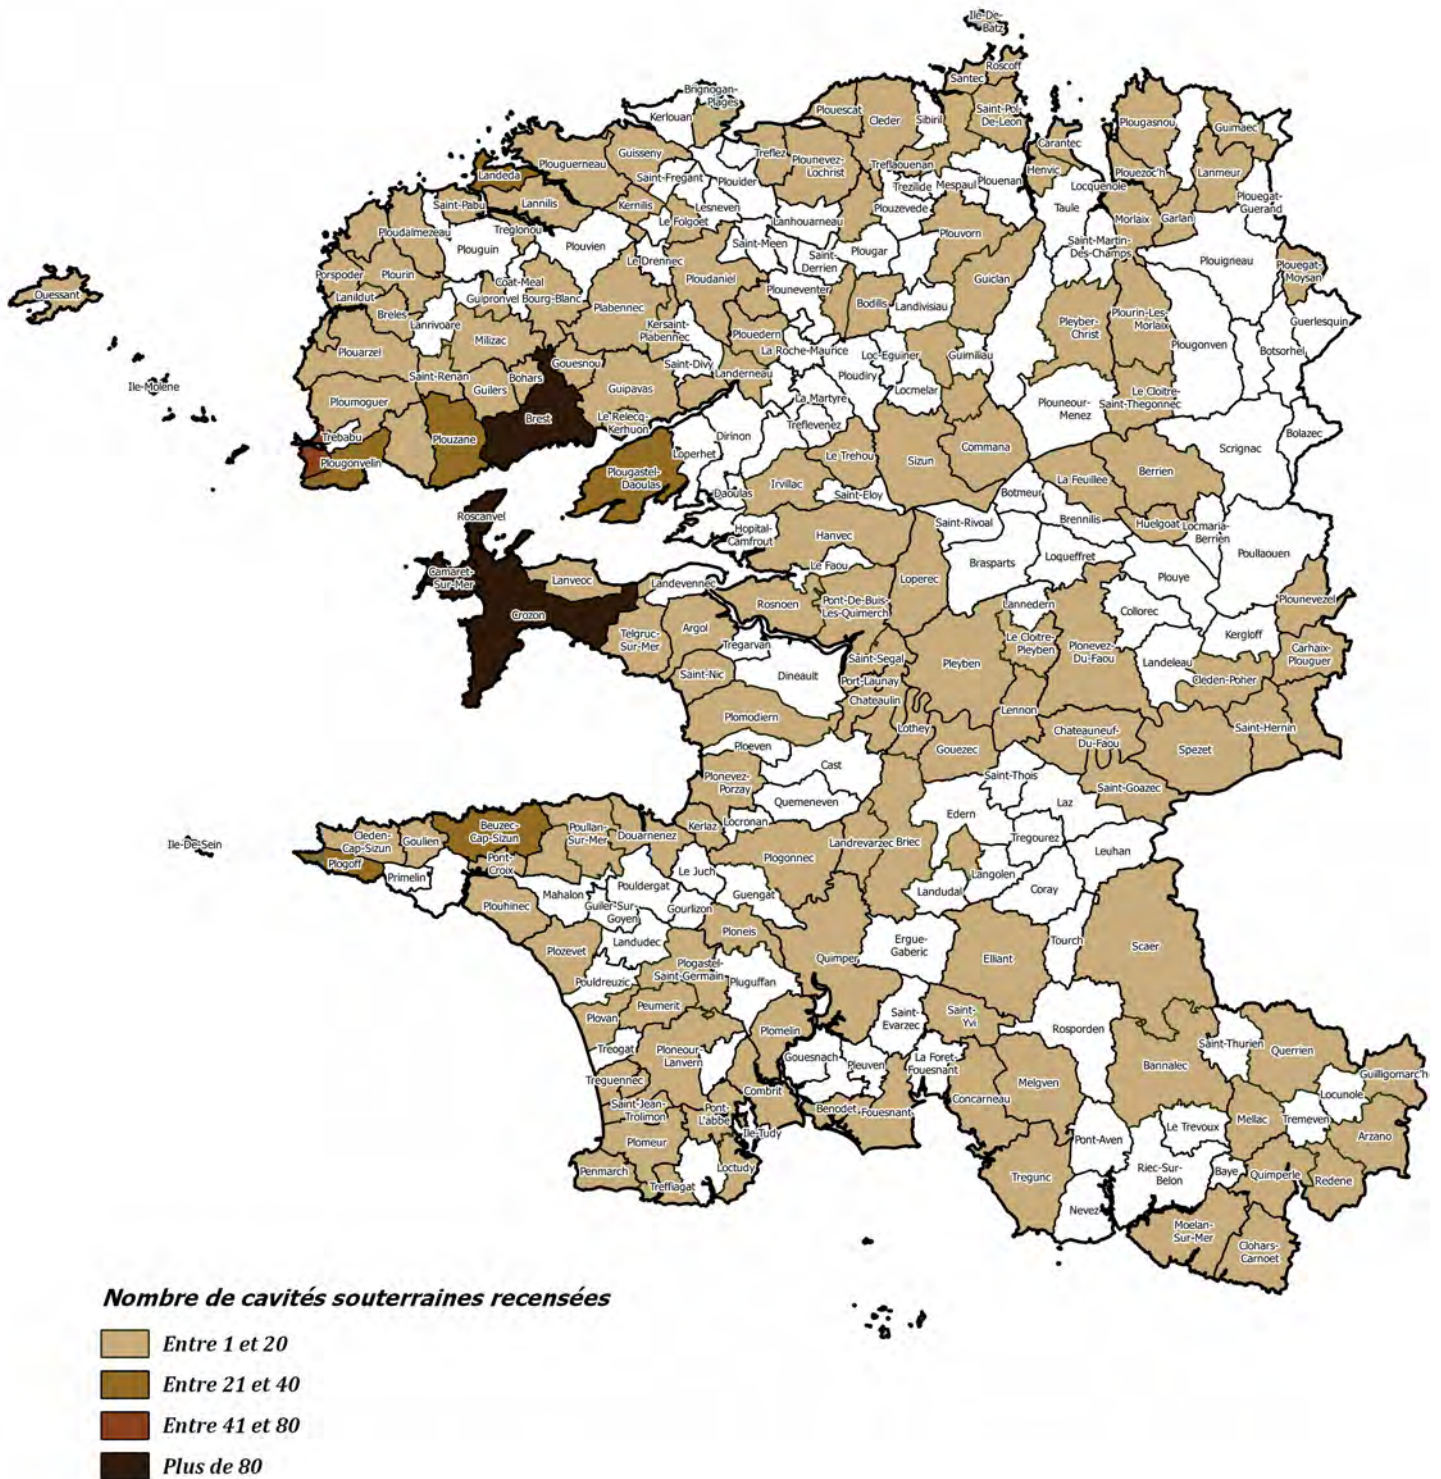 Ile-De-
Batz
Roscoff
Santec
Brignogan-
Plages
Kerlouan
Plouescat
Cleder
Sibiril
Saint-Pol-
De-Leon
Plougasnou
Guimaec
Carantec
Plouguerneau
Guisseny
Treflez
Plounevez-
Lochrist
Treflaouenan
Henvic
Plouezoc'h
Lanmeur
Landeda
Saint-Fregant
Plouider
Trezilide
Mespaul
Plouenan
Locquenole
Plouegat-
Guerand
Saint-Pabu
Lannilis
Kernilis
Lesneven
Le Folgoet
Lanhouarneau
Plouzevede
Taule
Morlaix
Garlan
Ploudalmezeau
Treglonou
Plouguin
Plouvien
Saint-Meen
Saint-
Derrien
Plougar
Plouvorn
Saint-Martin-
Des-Champs
Plouigneau
Plouegat-
Moysan
Le Drennec
Ploudaniel
Porspoder
Plourin
Coat-Meal
Guiclan
Ouessant
Lanildut
Guipronvel
Bourg-Blanc
Plouneventer
Bodilis
Landivisiau
Breles
Lanrivoare
Plabennec
Kersaint-
Plabennec
Plouedern
Pleyber-
Christ
Plourin-Les-
Morlaix
Guerlesquin
Plouarzel
Milizac
Plougonven
Botsorhel
La Roche-Maurice
Loc-Eguiner
Guimiliau
Gouesnou
Saint-Divy
Saint-Renan
Bohars
Landerneau
Ploudiry
Locmelar
Ile-Molene
Guilers
Guipavas
La Martyre
Plouneour-
Menez
Le Cloitre-
Saint-Thegonnec
Ploumoguer
Brest
Le Relecq-
Kerhuon
Treflevenez
Trebabu
Plouzane
Dirinon
Bolazec
Loperhet
Le Trehou
Sizun
Commana
Scrignac
Plougonvelin
Plougastel-
Daoulas
Irvillac
La Feuillee
Berrien
Daoulas
Saint-Eloy
Botmeur
Roscanvel
Hopital-
Camfrout
Hanvec
Saint-Rivoal
Brennilis
Huelgoat
Locmaria-
Berrien
Poullaouen
Le Faou
Brasparts
Loqueffret
Camaret-
Sur-Mer
Lanveoc
Landevennec
Loperec
Plouye
Rosnoen
Pont-De-Buis-
Les-Quimerch
Lannedern
Collorec
Plounevezel
Crozon
Telgruc-
Sur-Mer
Argol
Tregarvan
Le Cloitre-
Pleyben
Plonevez-
Du-Faou
Kergloff
Saint-Segal
Pleyben
Landeleau
Carhaix-
Plouguer
Saint-Nic
Dineault
Port-Launay
Cleden-Poher
Chateaulin
Plomodiern
Lothey
Lennon
Chateauneuf-
Du-Faou
Saint-Hernin
Ploeven
Gouezec
Spezet
Cast
Plonevez-
Porzay
Saint-Thois
Saint-Goazec
Quemeneven
Laz
Edern
Ile-De-Sein
Cleden-
Cap-Sizun
Goulien
Beuzec-
Cap-Sizun
Poullan-
Sur-Mer
Douarnenez
Kerlaz
Locronan
Landrevarzec
Briec
Tregourez
Leuhan
Plogoff
Pont-
Croix
Plogonnec
Primelin
Le Juch
Langolen
Mahalon
Pouldergat
Guengat
Landudal
Coray
Plouhinec
Guiler-Sur-
Goyen
Gourlizon
Ploneis
Landudec
Tourch
Plozevet
Quimper
Ergue-
Gaberic
Elliant
Scaer
Plogastel-
Saint-Germain
Pluguffan
Pouldreuzic
Peumerit
Plovan
Plomelin
Saint-
Evarzec
Saint-
Yvi
Rosporden
Treogat
Ploneour-
Lanvern
Gouesnach
Pleuven
La Foret-
Fouesnant
Bannalec
Saint-Thurien
Querrien
Guilligomarc'h
Treguennec
Combrit
Melgven
Locunole
Saint-Jean-
Trolimon
Pont-
L'abbe
Benodet
Fouesnant
Concarneau
Mellac
Tremeven
Ile-Tudy
Le Trevoux
Arzano
Plomeur
Pont-Aven
Penmarch
Loctudy
Riec-Sur-
Belon
Baye
Quimperle
Redene
Treffiagat
Tregunc
Nevez
Moelan-
Sur-Mer
Clohars-
Carnoet
Nombre de cavités souterraines recensées
Entre 1 et 20
Entre 21 et 40
Entre 41 et 80
Plus de 80